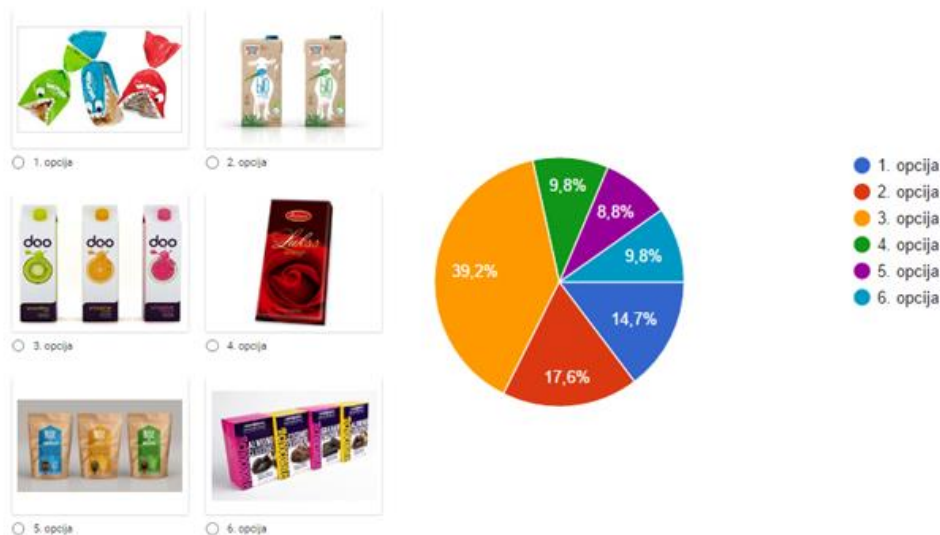 1. opcija
2. opcija
doo
doo
doo
3. opcija
4. opcija
5. opcija
6. opcija
9,8%
8,8%
39,2%
9,8%
14,7%
17,6%
1. opcija
2. opcija
3. opcija
4. opcija
5. opcija
6. opcija